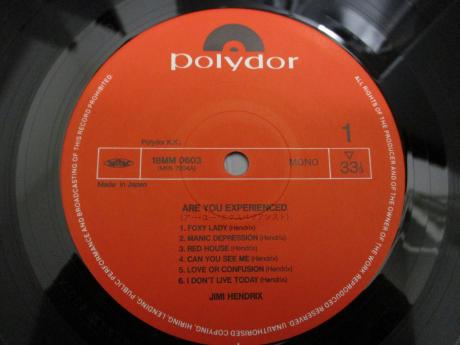 polydor
Polydor K.K.
1
18MM 0603
(MKN 7004A)
MONO
33⅓
Made in Japan
ARE YOU EXPERIENCED
1. FOXY LADY (Hendrix)
2. MANIC DEPRESSION (Hendrix)
3. RED HOUSE (Hendrix)
4. CAN YOU SEE ME (Hendrix)
5. LOVE OR CONFUSION (Hendrix)
6. I DON'T LIVE TODAY (Hendrix)
JIMI HENDRIX
ALL RIGHTS OF THE PRODUCER AND OF THE OWNER OF THE WORK REPRODUCED RESERVED UNAUTHORISED COPYING, HIRING, LENDING, PUBLIC PERFORMANCE AND BROADCASTING OF THIS RECORD PROHIBITED.